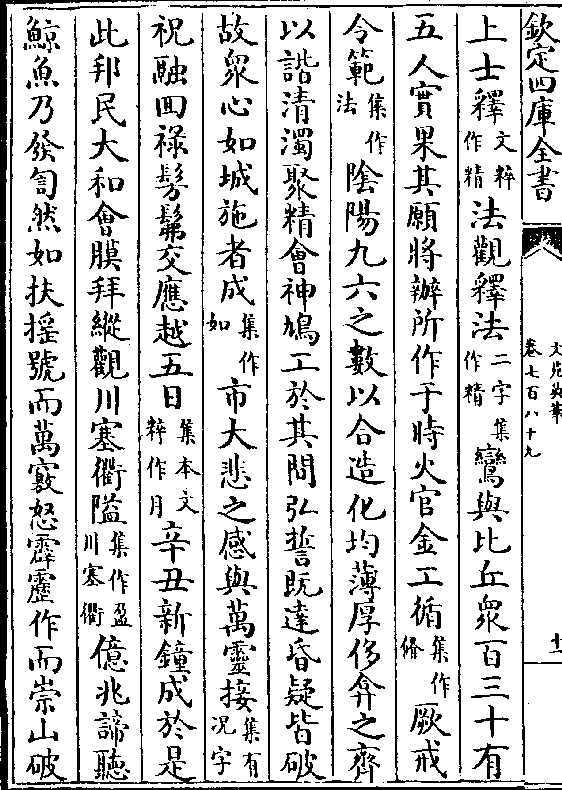 欽定四庫全書
文苑英華
卷七百八十九
十一
上士釋文粹作精法觀釋法二字集作精鸞與比丘衆百三十有
五人實果其願將辦所作于時火官金工循集作脩厥戒
令範集作法陰陽九六之數以合造化均薄厚侈弇之齊
以諧清濁聚精會神鳩工於其間弘誓既達昏疑皆破
故衆心如城施者成集作如市大悲之感與萬靈接集有況字
祝融囬祿髣髴交應越五日集本文粹作月辛丑新鐘成於是
此邦民大和會膜拜縱觀川塞衢隘集作盈川塞衢億兆諦聽
鯨魚乃發訇然如扶揺號而萬竅怒霹靂作而崇山破